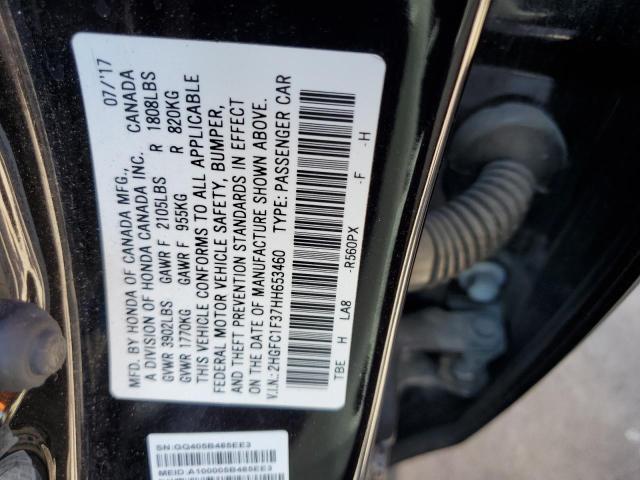 MFD. BY HONDA OF CANADA MFG., 07/'17
A DIVISION OF HONDA CANADA INC. CANADA
GVWR 3902LBS GAWR F 2105LBS R 1808LBS
GVWR 1770KG GAWR F 955KG R 820KG
THIS VEHICLE CONFORMS TO ALL APPLICABLE
FEDERAL MOTOR VEHICLE SAFETY, BUMPER,
AND THEFT PREVENTION STANDARDS IN EFFECT
ON THE DATE OF MANUFACTURE SHOWN ABOVE.
V.I.N.:2HGFC1F37HH653460 TYPE: PASSENGER CAR
TBE H LA8 -R560PX -F -H
SN:GQ405B465EE3
MEID:A100005B465EE3